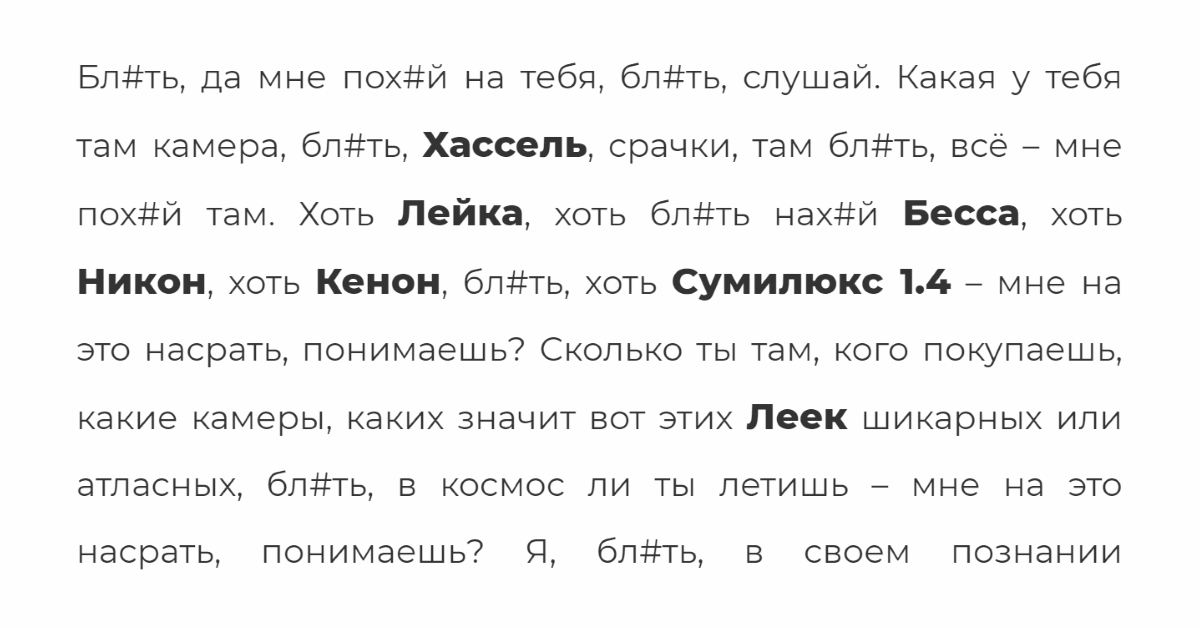 Бл#ть, да мне пох#й на тебя, бл#ть, слушай. Какая у тебя
там камера, бл#ть, Хассель, срачки, там бл#ть, всё – мне
пох#й там. Хоть Лейка, хоть бл#ть нах#й Бесса, хоть
Никон, хоть Кенон, бл#ть, хоть Сумилюкс 1.4 – мне на
это насрать, понимаешь? Сколько ты там, кого покупаешь,
какие камеры, каких значит вот этих Леек шикарных или
атласных, бл#ть, в космос ли ты летишь – мне на это
насрать, понимаешь? Я, бл#ть, в своем познании